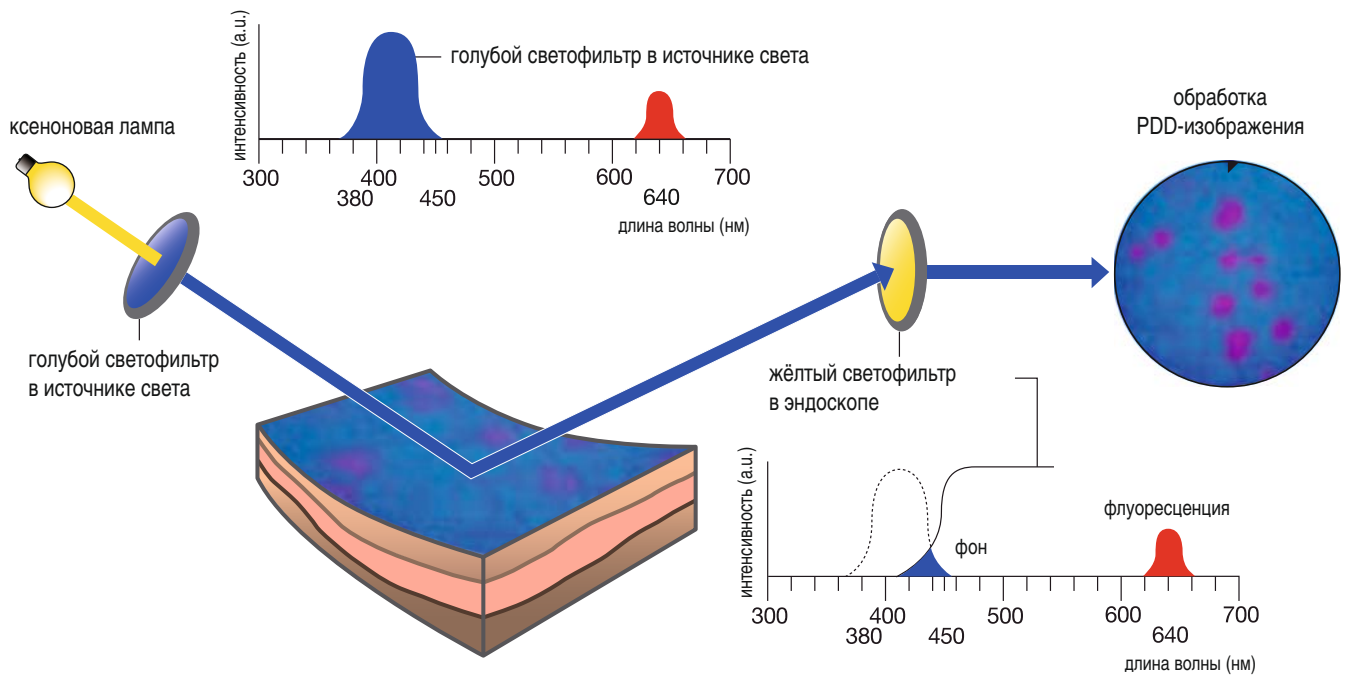 интенсивность (a.u.)
голубой светофильтр в источнике света
300 400 500 600 700
380 450 640
длина волны (нм)
ксеноновая лампа
голубой светофильтр
в источнике света
обработка
PDD-изображения
жёлтый светофильтр
в эндоскопе
интенсивность (a.u.)
фон
флуоресценция
300 400 500 600 700
380 450 640
длина волны (нм)